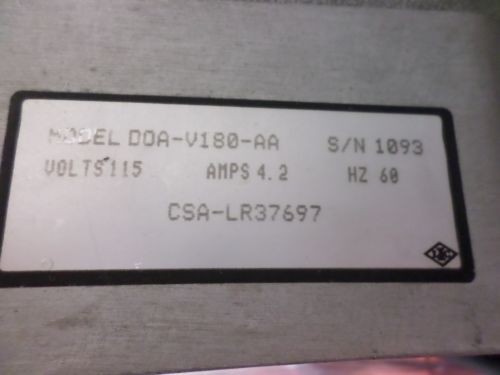 MODEL DOA-V180-AA S/N 1093
VOLTS 115 AMPS 4.2 HZ 60
CSA-LR37697